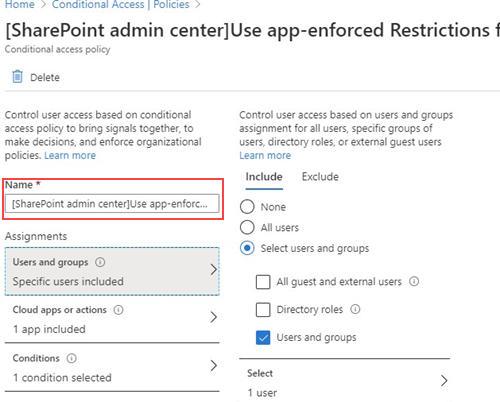 Home > Conditional Access | Policies >
[SharePoint admin center]Use app-enforced Restrictions f
Conditional access policy
Delete
Control user access based on conditional
access policy to bring signals together, to
make decisions, and enforce organizational
policies. Learn more
Name *
[SharePoint admin center]Use app-enforc...
Assignments
Users and groups
Specific users included
Cloud apps or actions
1 app included
Conditions
1 condition selected
Control user access based on users and groups
assignment for all users, specific groups of
users, directory roles, or external guest users
Learn more
Include Exclude
None
All users
Select users and groups
All guest and external users
Directory roles
Users and groups
Select
1 user